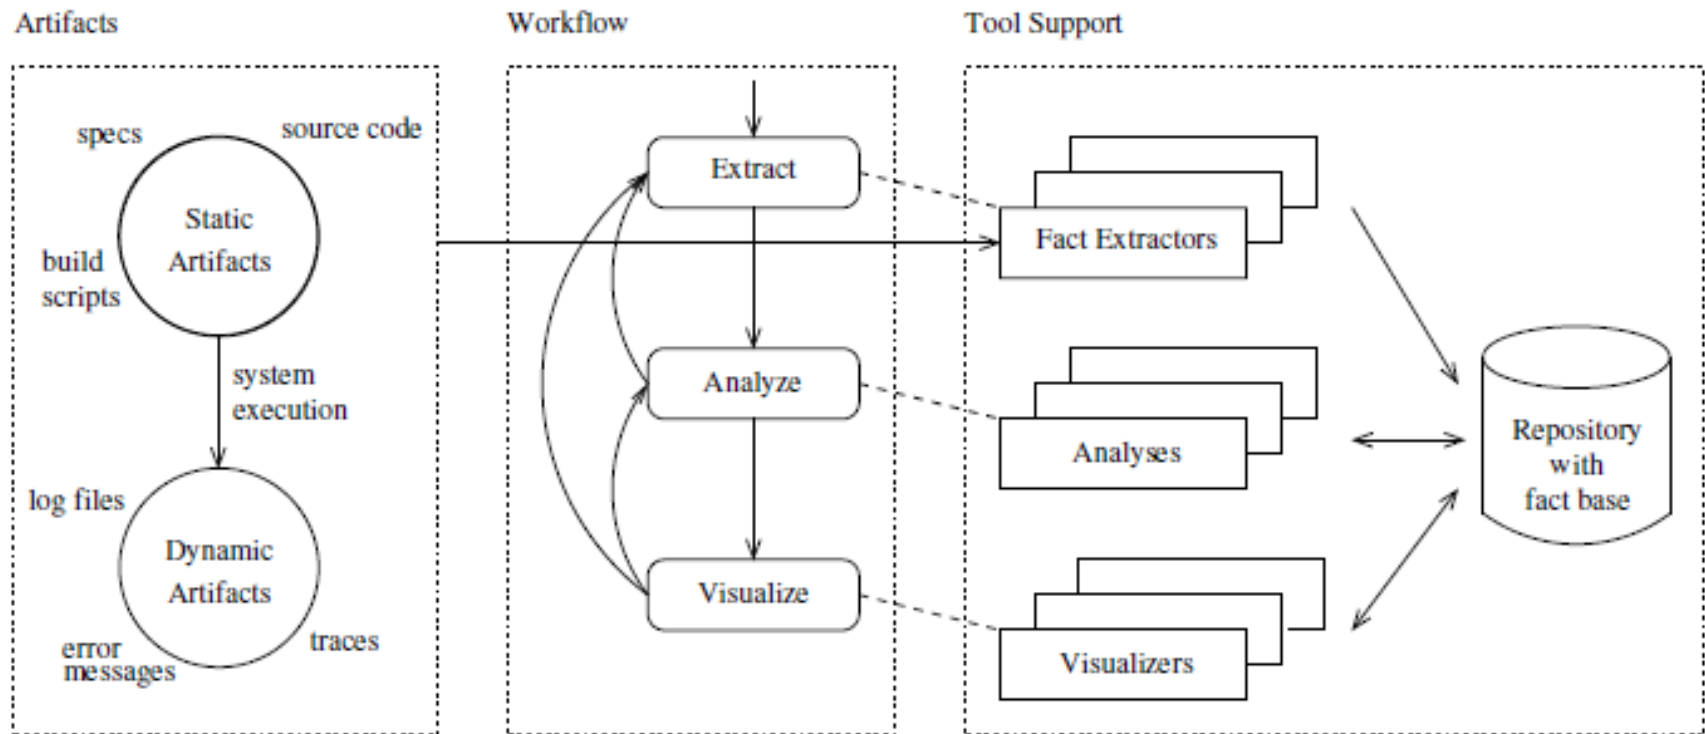 Artifacts
Workflow
Tool Support
specs
source code
Static
Artifacts
build
scripts
system
execution
log files
Dynamic
Artifacts
error
messages
traces
Extract
Analyze
Visualize
Fact Extractors
Analyses
Visualizers
Repository
with
fact base